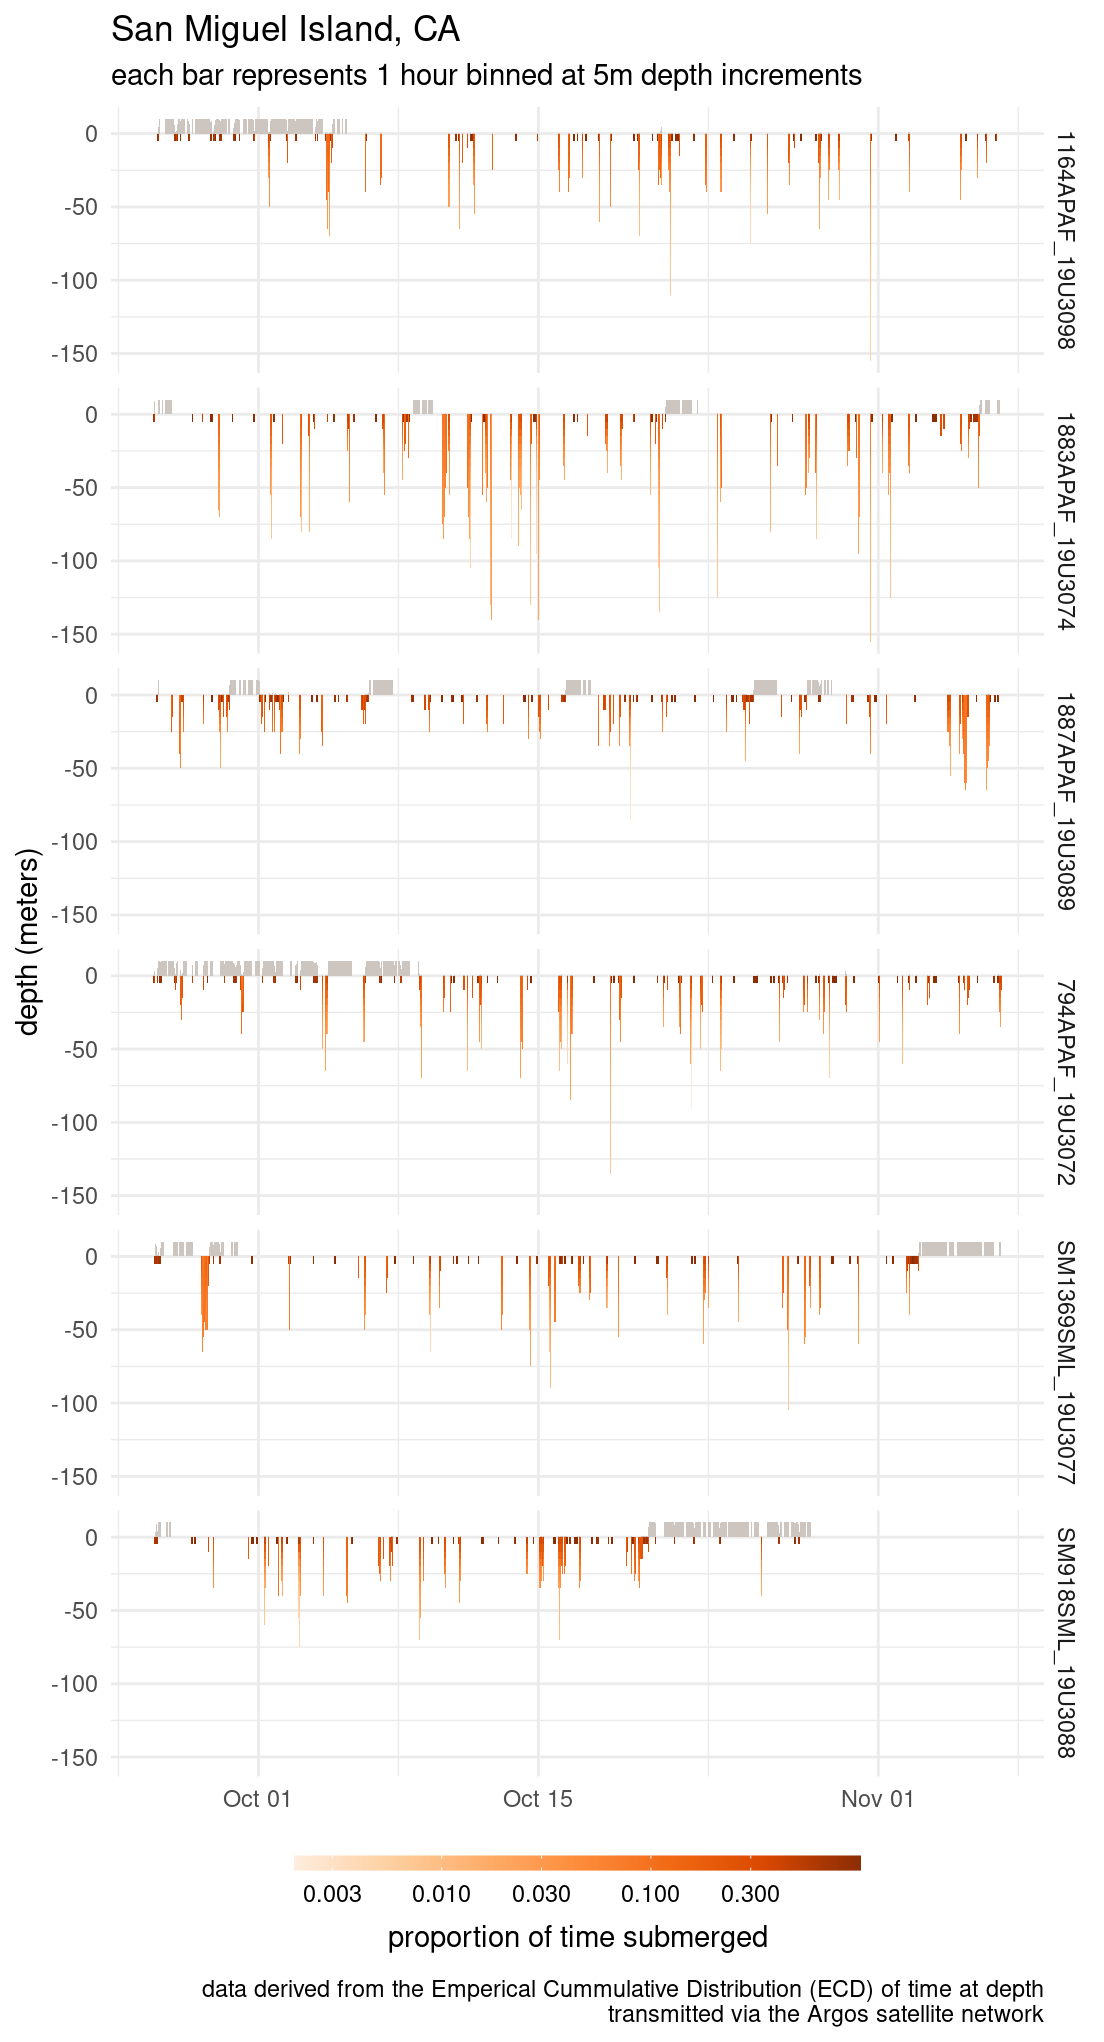 San Miguel Island, CA
each bar represents 1 hour binned at 5m depth increments
0
-50
-100
-150
1164APAF_19U3098
0
-50
-100
-150
1883APAF_19U3074
0
-50
-100
-150
1887APAF_19U3089
depth (meters)
0
-50
-100
-150
794APAF_19U3072
0
-50
-100
-150
SM1369SML_19U3077
0
-50
-100
-150
SM918SML_19U3088
Oct 01
Oct 15
Nov 01
0.003
0.010
0.030
0.100
0.300
proportion of time submerged
data derived from the Emperical Cummulative Distribution (ECD) of time at depth
transmitted via the Argos satellite network